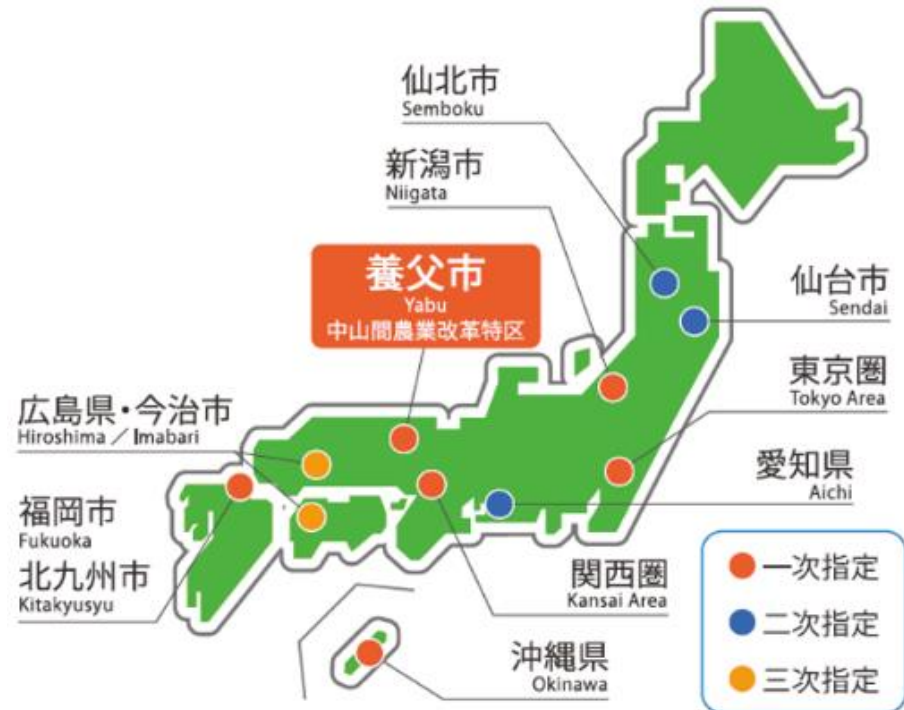 仙北市
Semboku
新潟市
Niigata
養父市
Yabu
中山間農業改革特区
仙台市
Sendai
東京圏
Tokyo Area
広島県・今治市
Hiroshima / Imabari
愛知県
Aichi
福岡市
Fukuoka
北九州市
Kitakyusyu
関西圏
Kansai Area
沖縄県
Okinawa
一次指定
二次指定
三次指定